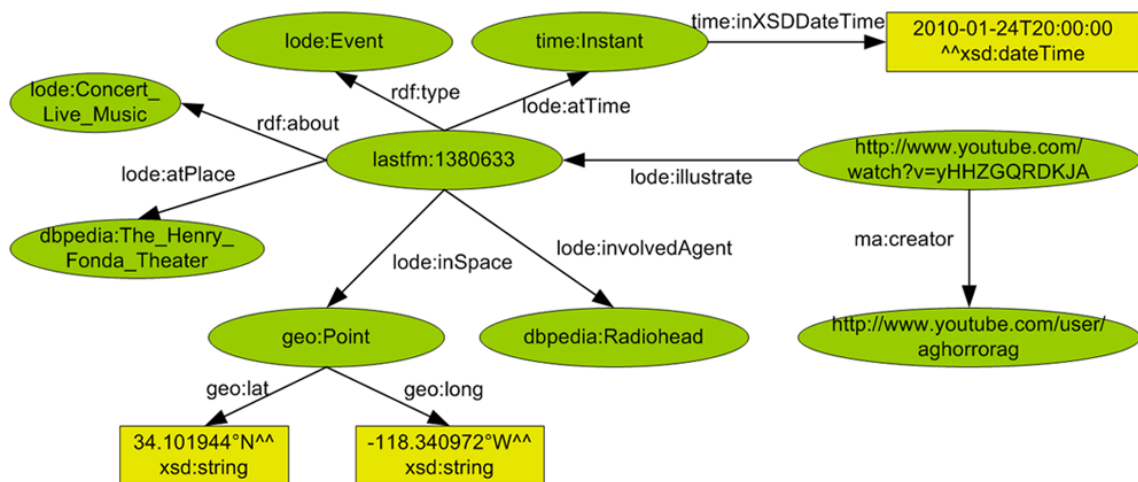 time:inXSDDateTime
lode:Event
time:Instant
2010-01-24T20:00:00
^^xsd:dateTime
lode:Concert_
Live_Music
rdf:type
lode:atTime
rdf:about
lastfm:1380633
http://www.youtube.com/
watch?v=yHHZGQRDKJA
lode:atPlace
lode:illustrate
dbpedia:The_Henry_
Fonda_Theater
lode:inSpace
lode:involvedAgent
ma:creator
geo:Point
dbpedia:Radiohead
http://www.youtube.com/user/
aghorrorag
geo:lat
geo:long
34.101944°N^^
xsd:string
-118.340972°W^^
xsd:string